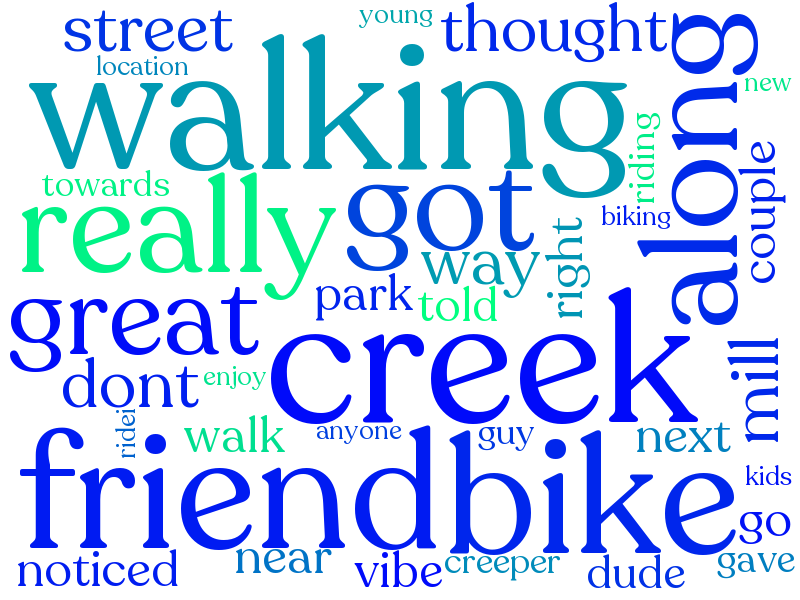 young
street
thought
location
walking
along
new
riding
towards
really
got
biking
couple
way
right
park
told
great
creek
dont
enjoy
mill
ridei
walk
anyone
guy
next
friend
bike
kids
go
noticed
near
vibe
creeper
dude
gave